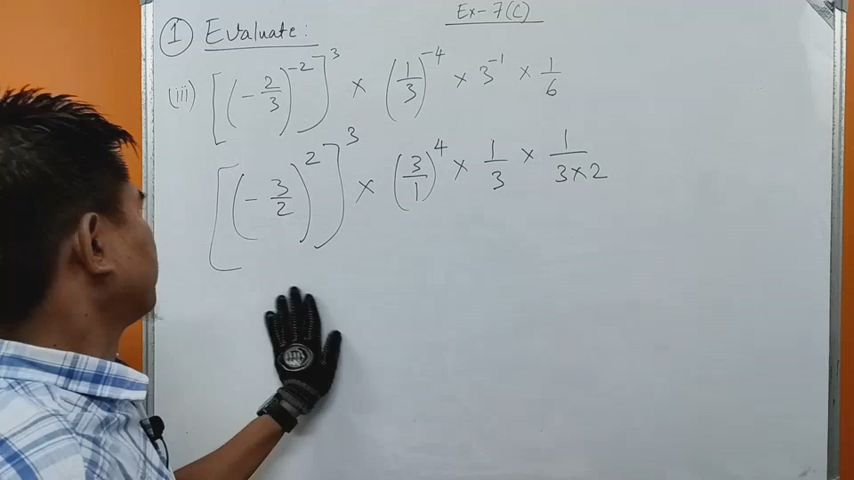 Ex-7(C)
① Evaluate:
(iii) [(-2/3)^-2]^3 × (1/3)^-4 × 3^-1 × 1/6
[(-3/2)^2]^3 × (3/1)^4 × 1/3 × 1/3×2